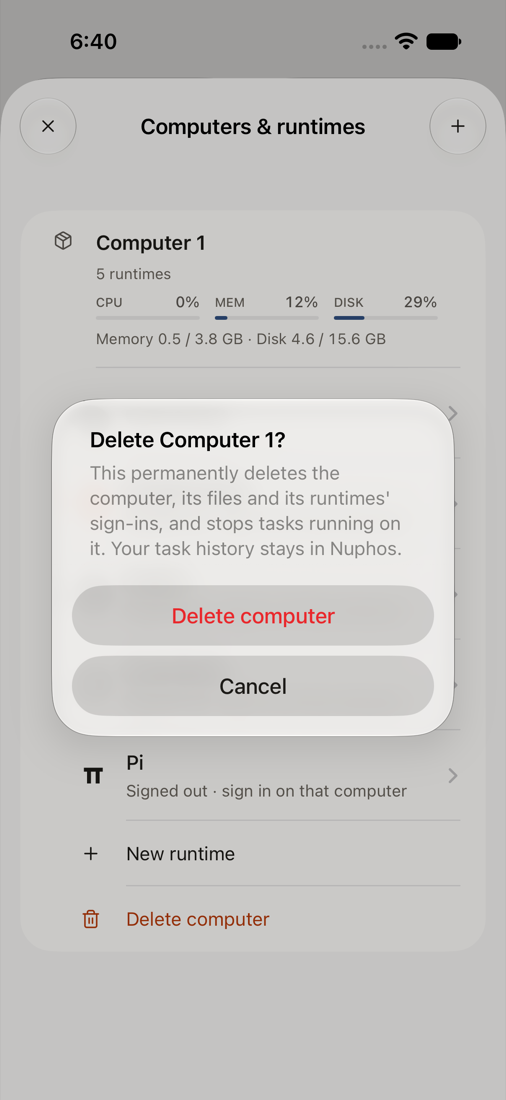 6:40
Computers & runtimes
Computer 1
5 runtimes
CPU 0% MEM 12% DISK 29%
Memory 0.5 / 3.8 GB · Disk 4.6 / 15.6 GB
Delete Computer 1?
This permanently deletes the
computer, its files and its runtimes'
sign-ins, and stops tasks running on
it. Your task history stays in Nuphos.
Delete computer
Cancel
Pi
Signed out · sign in on that computer
New runtime
Delete computer